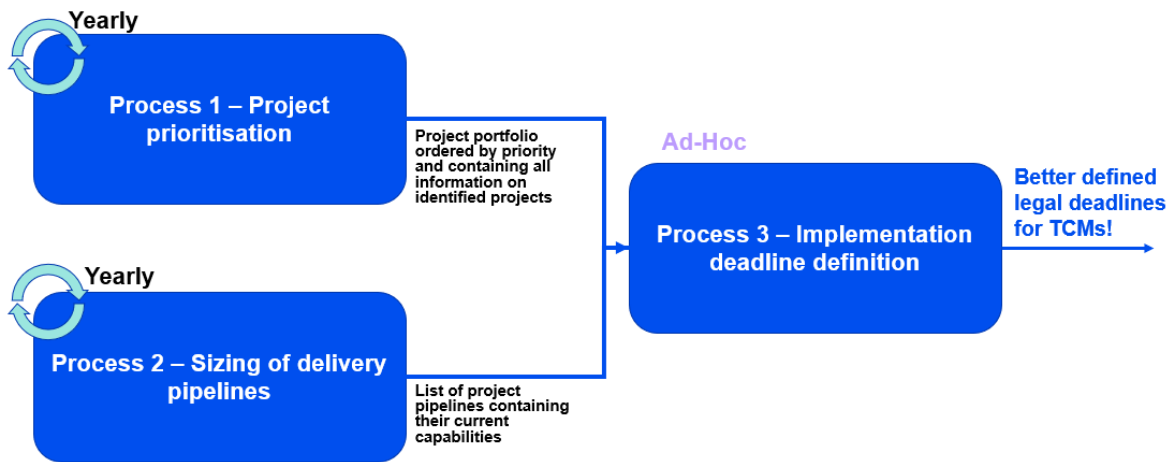 Yearly
Process 1 – Project
prioritisation
Project portfolio
ordered by priority
and containing all
information on
identified projects
Yearly
Process 2 – Sizing of delivery
pipelines
List of project
pipelines containing
their current
capabilities
Ad-Hoc
Process 3 – Implementation
deadline definition
Better defined
legal deadlines
for TCMs!